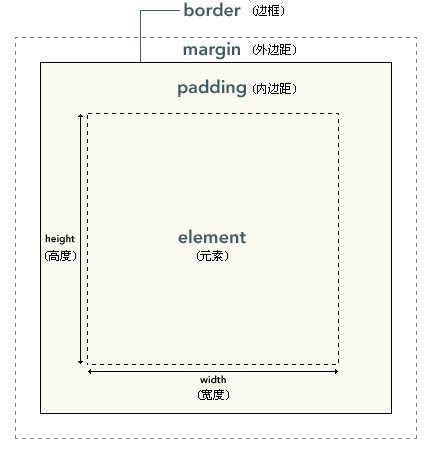 border (边框)
margin (外边距)
padding (内边距)
element
(元素)
height
(高度)
width
(宽度)